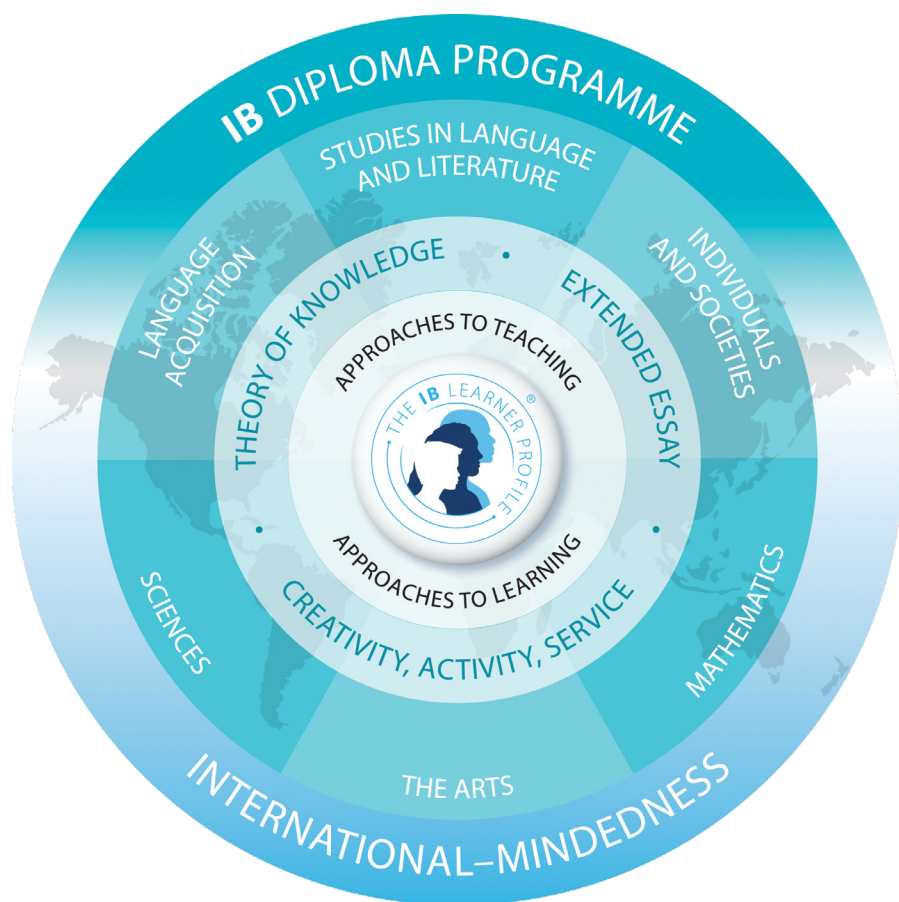 IB DIPLOMA PROGRAMME
STUDIES IN LANGUAGE
AND LITERATURE
LANGUAGE
ACQUISITION
INDIVIDUALS
AND SOCIETIES
THEORY OF KNOWLEDGE
•
EXTENDED ESSAY
APPROACHES TO TEACHING
THE IB LEARNER PROFILE
®
APPROACHES TO LEARNING
•
CREATIVITY, ACTIVITY, SERVICE
•
SCIENCES
MATHEMATICS
THE ARTS
INTERNATIONAL–MINDEDNESS